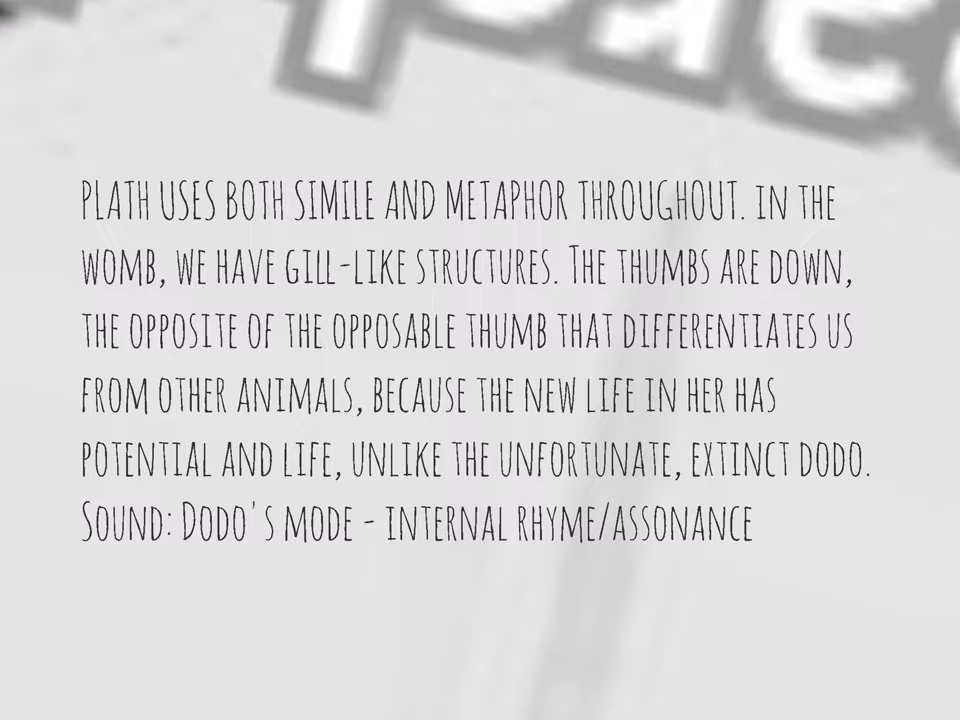 PLATH USES BOTH SIMILE AND METAPHOR THROUGHOUT. IN THE
WOMB, WE HAVE GILL-LIKE STRUCTURES. THE THUMBS ARE DOWN,
THE OPPOSITE OF THE OPPOSABLE THUMB THAT DIFFERENTIATES US
FROM OTHER ANIMALS, BECAUSE THE NEW LIFE IN HER HAS
POTENTIAL AND LIFE, UNLIKE THE UNFORTUNATE, EXTINCT DODO.
SOUND: DODO'S MODE - INTERNAL RHYME/ASSONANCE